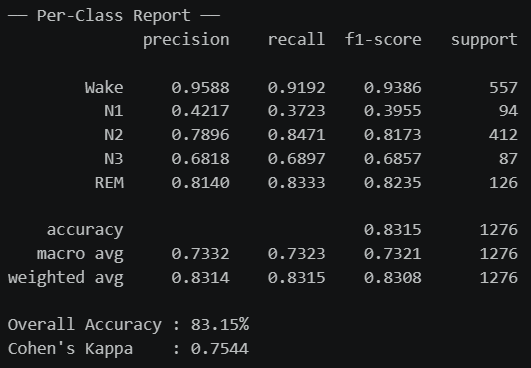 ── Per-Class Report ──
precision recall f1-score support
Wake 0.9588 0.9192 0.9386 557
N1 0.4217 0.3723 0.3955 94
N2 0.7896 0.8471 0.8173 412
N3 0.6818 0.6897 0.6857 87
REM 0.8140 0.8333 0.8235 126
accuracy 0.8315 1276
macro avg 0.7332 0.7323 0.7321 1276
weighted avg 0.8314 0.8315 0.8308 1276
Overall Accuracy : 83.15%
Cohen's Kappa : 0.7544